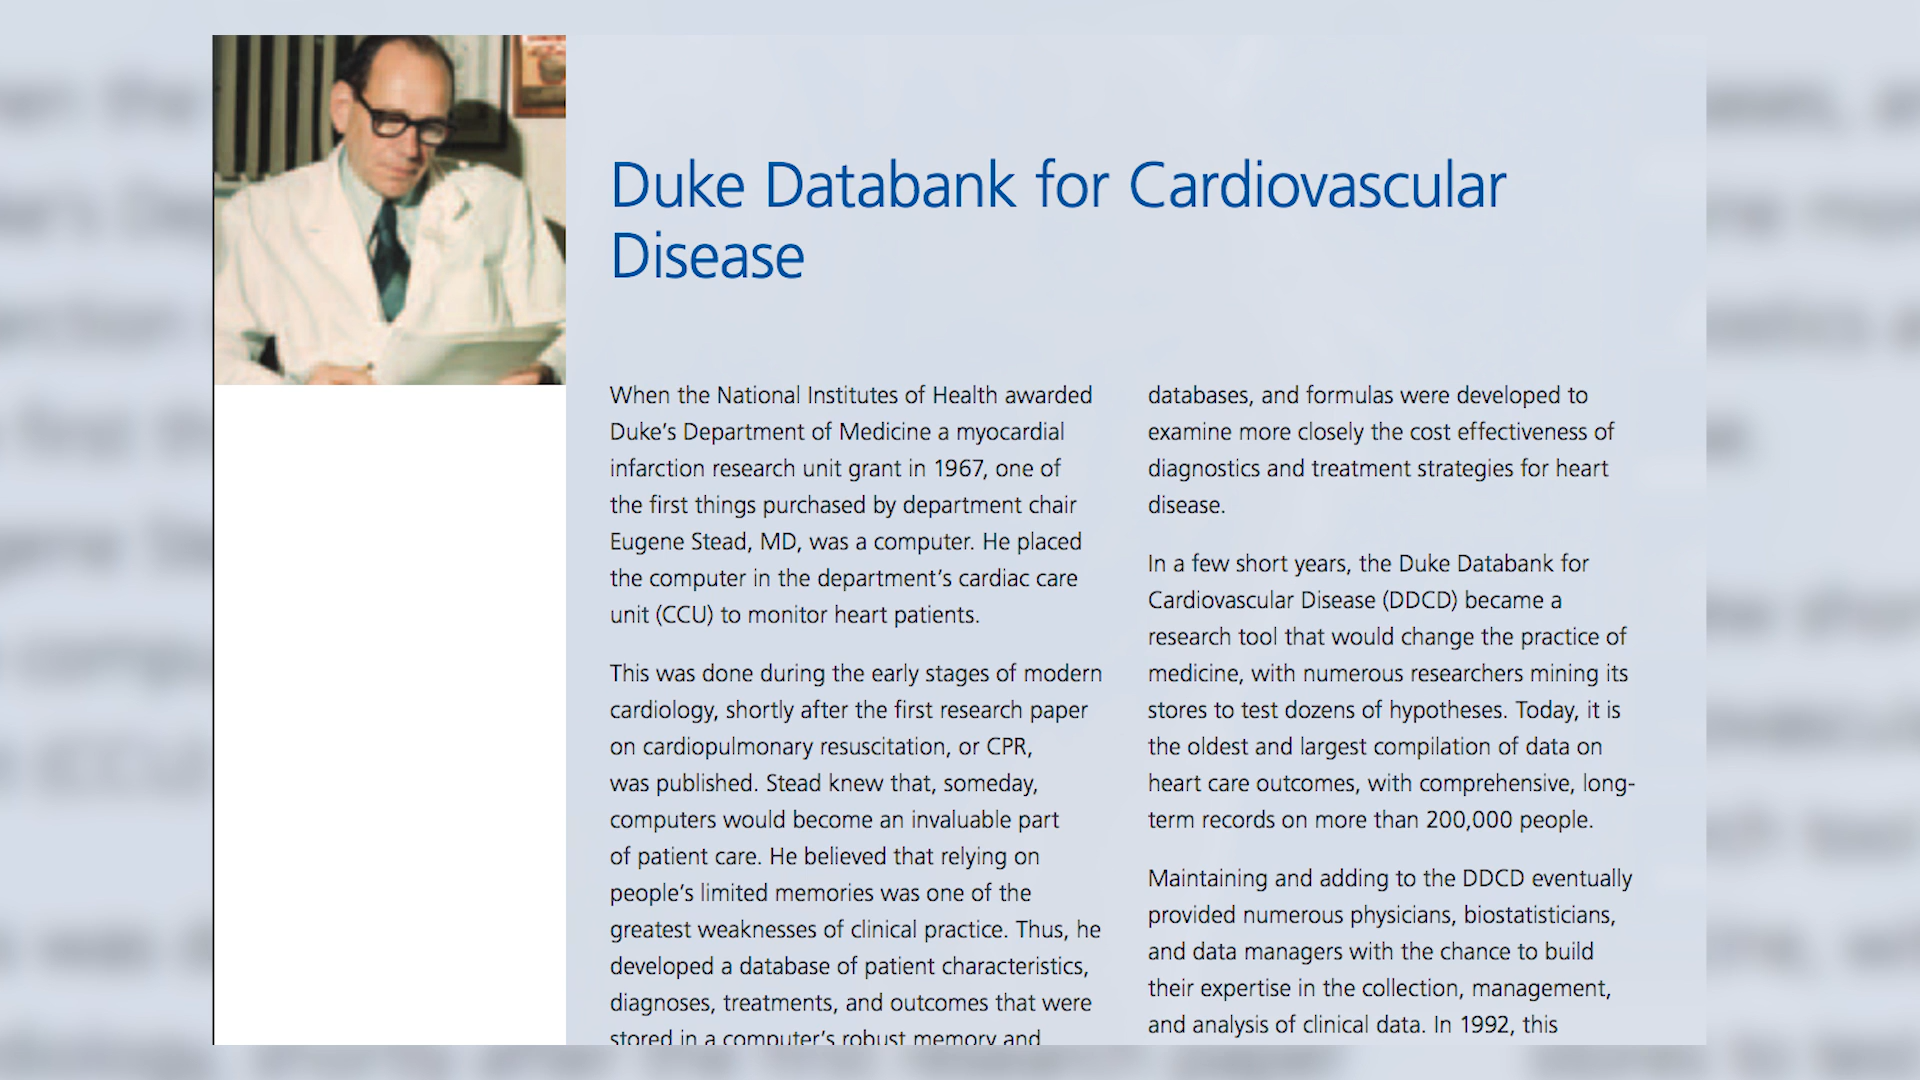 Duke Databank for Cardiovascular
Disease
When the National Institutes of Health awarded
Duke’s Department of Medicine a myocardial
infarction research unit grant in 1967, one of
the first things purchased by department chair
Eugene Stead, MD, was a computer. He placed
the computer in the department’s cardiac care
unit (CCU) to monitor heart patients.
This was done during the early stages of modern
cardiology, shortly after the first research paper
on cardiopulmonary resuscitation, or CPR,
was published. Stead knew that, someday,
computers would become an invaluable part
of patient care. He believed that relying on
people’s limited memories was one of the
greatest weaknesses of clinical practice. Thus, he
developed a database of patient characteristics,
diagnoses, treatments, and outcomes that were
stored in a computer’s robust memory and
databases, and formulas were developed to
examine more closely the cost effectiveness of
diagnostics and treatment strategies for heart
disease.
In a few short years, the Duke Databank for
Cardiovascular Disease (DDCD) became a
research tool that would change the practice of
medicine, with numerous researchers mining its
stores to test dozens of hypotheses. Today, it is
the oldest and largest compilation of data on
heart care outcomes, with comprehensive, long-
term records on more than 200,000 people.
Maintaining and adding to the DDCD eventually
provided numerous physicians, biostatisticians,
and data managers with the chance to build
their expertise in the collection, management,
and analysis of clinical data. In 1992, this